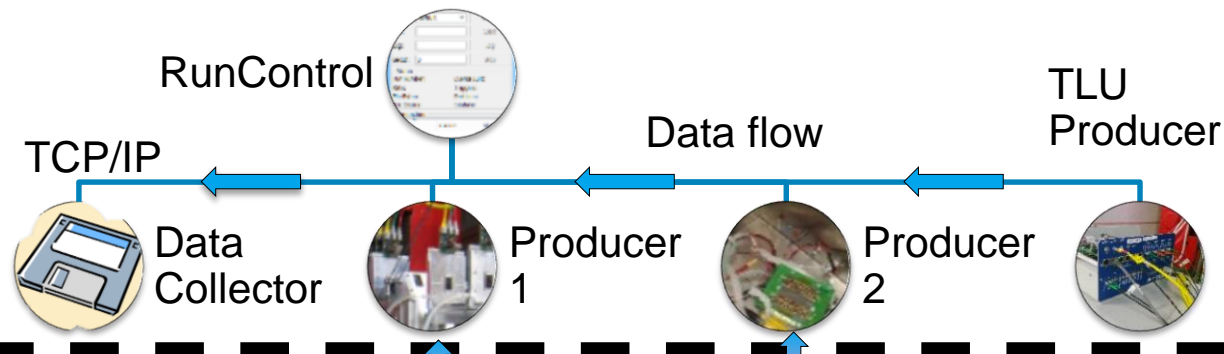 RunControl
TLU
Producer
Data flow
TCP/IP
Data
Collector
Producer
1
Producer
2